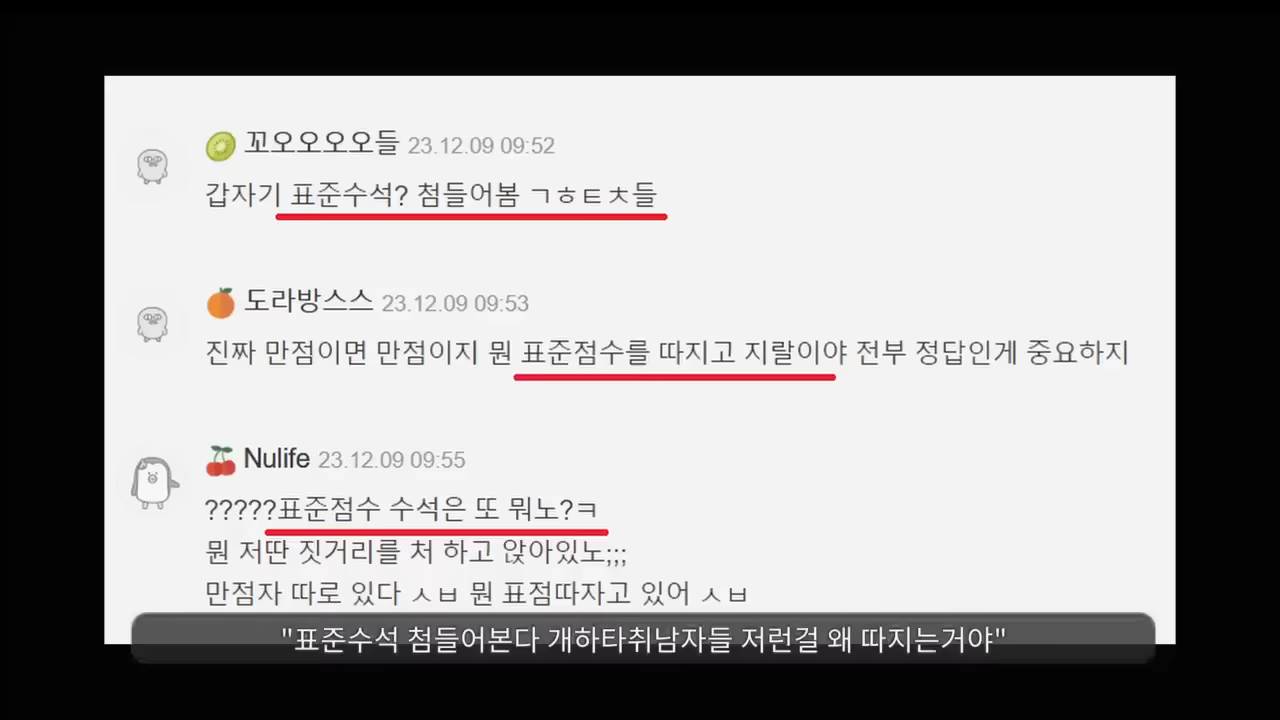 꼬오오오오들 23.12.09 09:52
갑자기 표준수석? 첨들어봄 ㄱㅎㅌㅊ들
도라방스스 23.12.09 09:53
진짜 만점이면 만점이지 뭔 표준점수를 따지고 지랄이야 전부 정답인게 중요하지
Nulife 23.12.09 09:55
?????표준점수 수석은 또 뭐노?ㅋ
뭔 저딴 짓거리를 처 하고 앉아있노;;;
만점자 따로 있다 ㅅㅂ 뭔 표점따자고 있어 ㅅㅂ
"표준수석 첨들어본다 개하타취남자들 저런걸 왜 따지는거야"